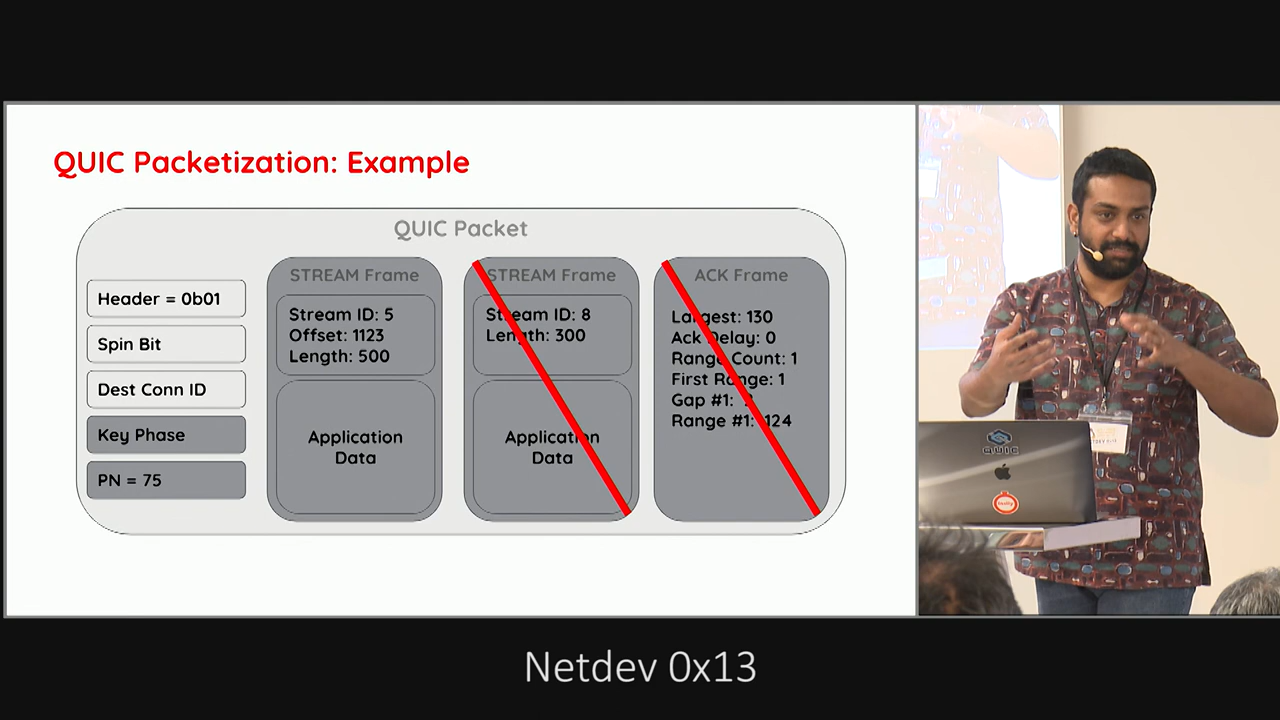 QUIC Packetization: Example
QUIC Packet
Header = 0b01
Spin Bit
Dest Conn ID
Key Phase
PN = 75
STREAM Frame
Stream ID: 5
Offset: 1123
Length: 500
Application
Data
STREAM Frame
Stream ID: 8
Length: 300
Application
Data
ACK Frame
Largest: 130
Ack Delay: 0
Range Count: 1
First Range: 1
Gap #1:
Range #1: 124
QUIC
Netdev 0x13